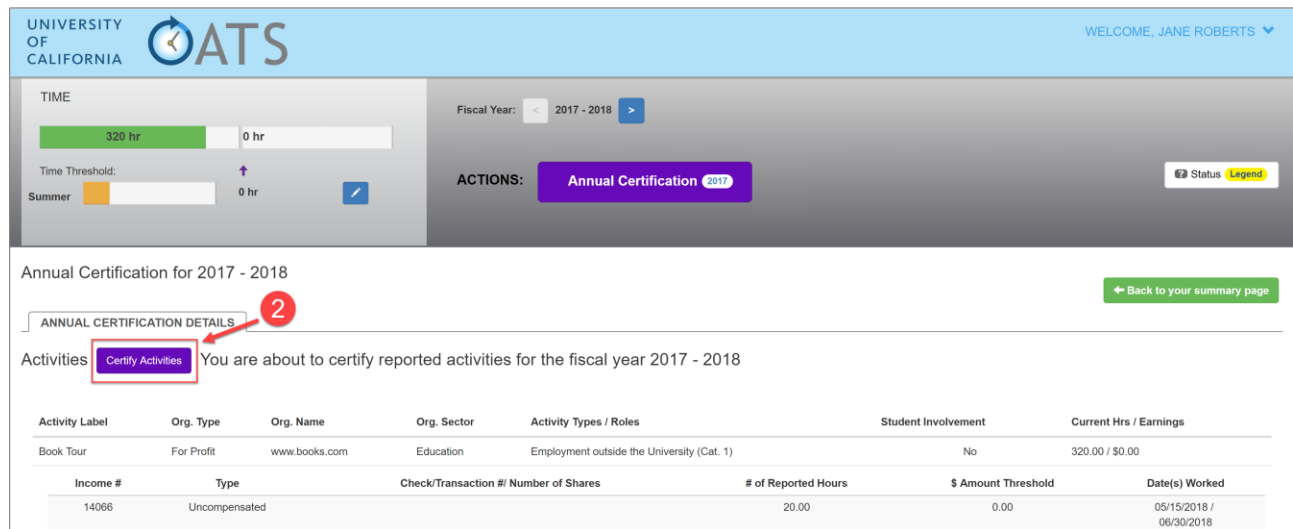 UNIVERSITY
OF
CALIFORNIA
OATS
WELCOME, JANE ROBERTS
TIME
320 hr
0 hr
Time Threshold:
Summer
0 hr
Fiscal Year:
<
2017 - 2018
>
ACTIONS:
Annual Certification 2017
? Status Legend
Annual Certification for 2017 - 2018
Back to your summary page
2
ANNUAL CERTIFICATION DETAILS
Activities Certify Activities You are about to certify reported activities for the fiscal year 2017 - 2018
Activity Label Org. Type Org. Name Org. Sector Activity Types / Roles Student Involvement Current Hrs / Earnings
Book Tour For Profit www.books.com Education Employment outside the University (Cat. 1) No 320.00 / $0.00
Income # Type Check/Transaction #/ Number of Shares # of Reported Hours $ Amount Threshold Date(s) Worked
14066 Uncompensated 20.00 0.00 05/15/2018 /
06/30/2018